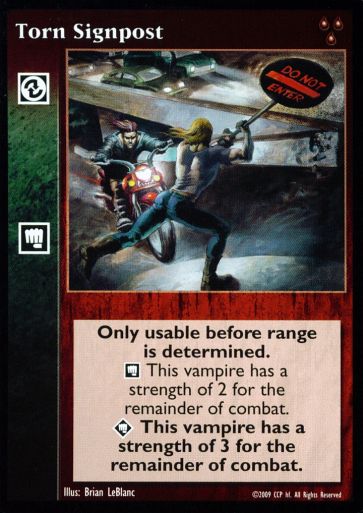 Torn Signpost
DO NOT
ENTER
Only usable before range
is determined.
This vampire has a
strength of 2 for the
remainder of combat.
This vampire has a
strength of 3 for the
remainder of combat.
Illus: Brian LeBlanc
©2009 CCP hf. All Rights Reserved